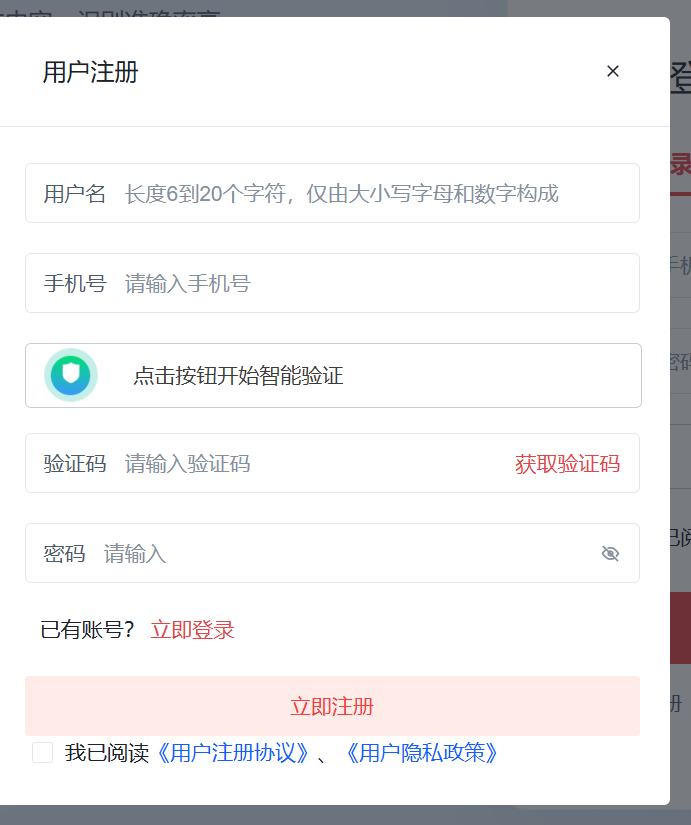 用户注册
用户名 长度6到20个字符，仅由大小写字母和数字构成
手机号 请输入手机号
点击按钮开始智能验证
验证码 请输入验证码 获取验证码
密码 请输入
已有账号？ 立即登录
立即注册
我已阅读《用户注册协议》、《用户隐私政策》